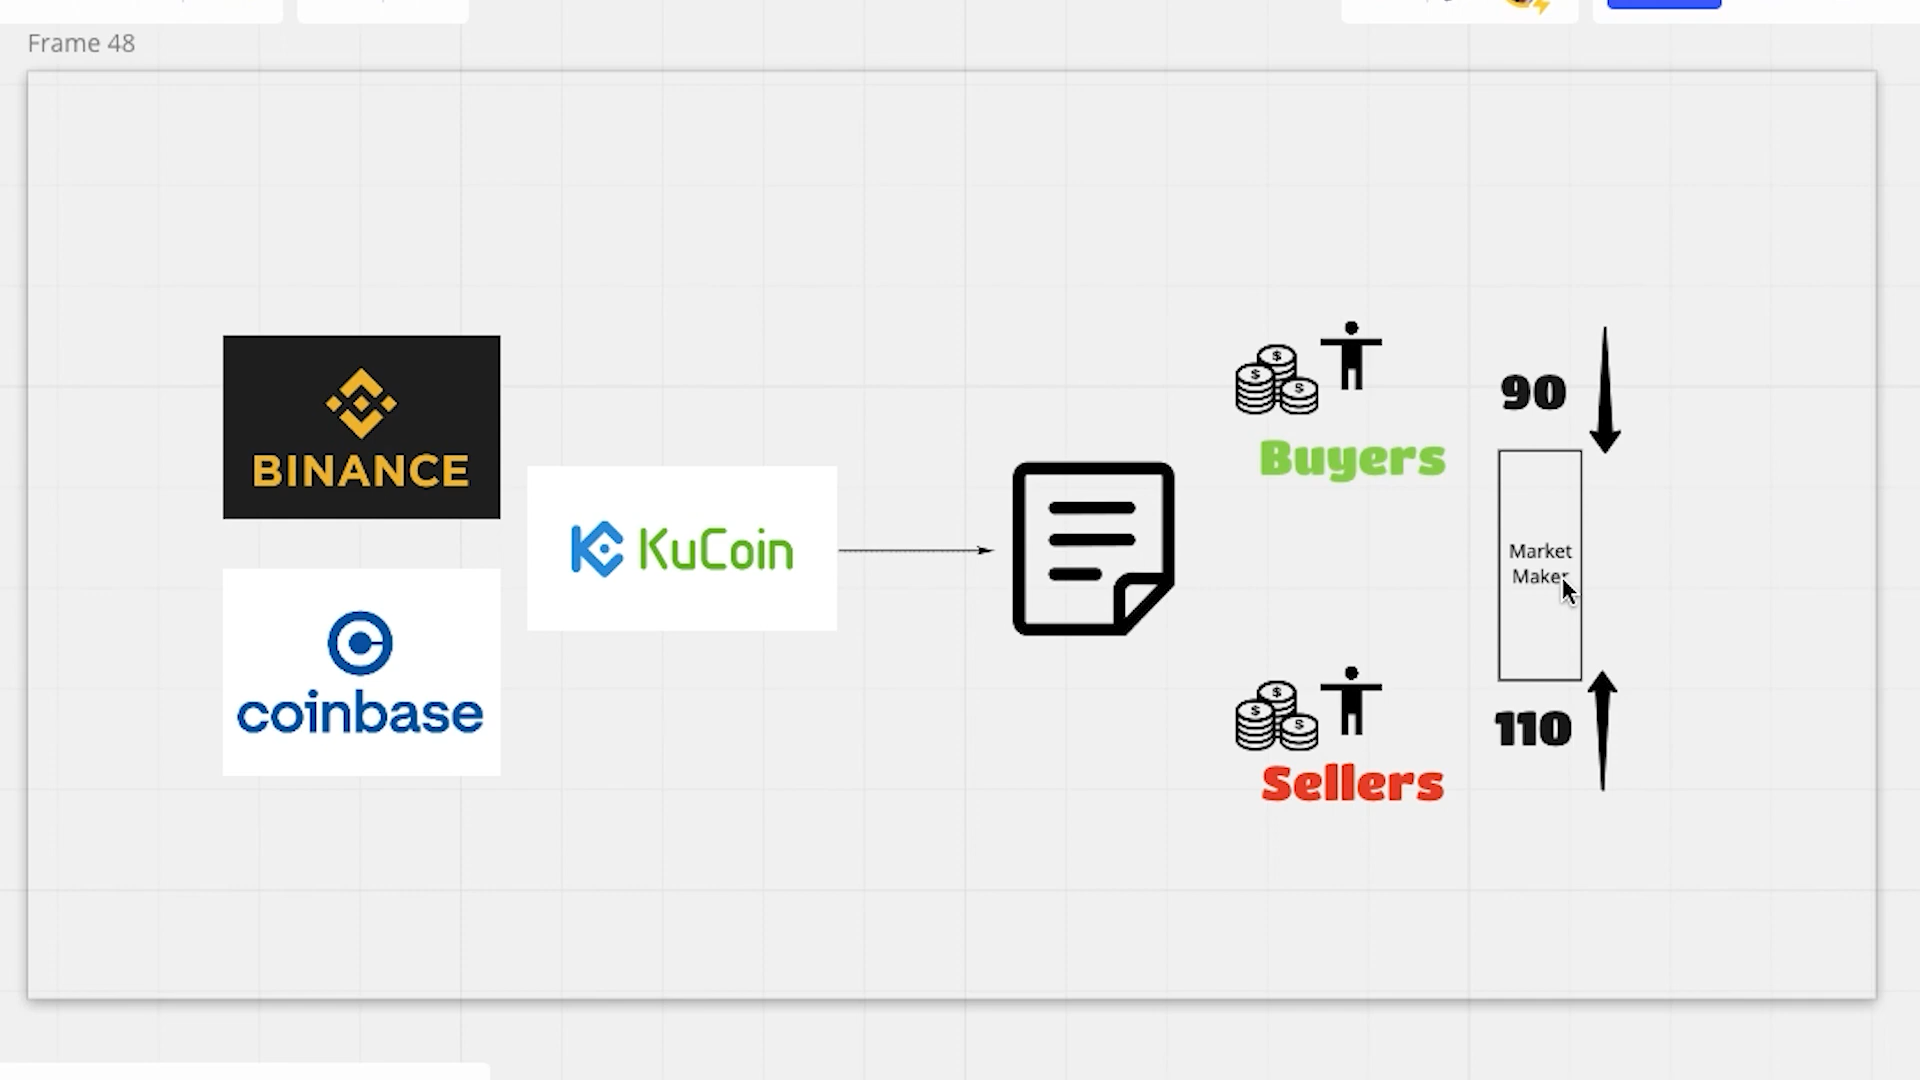 Frame 48
BINANCE
coinbase
KuCoin
Buyers
Sellers
90
Market
Maker
110